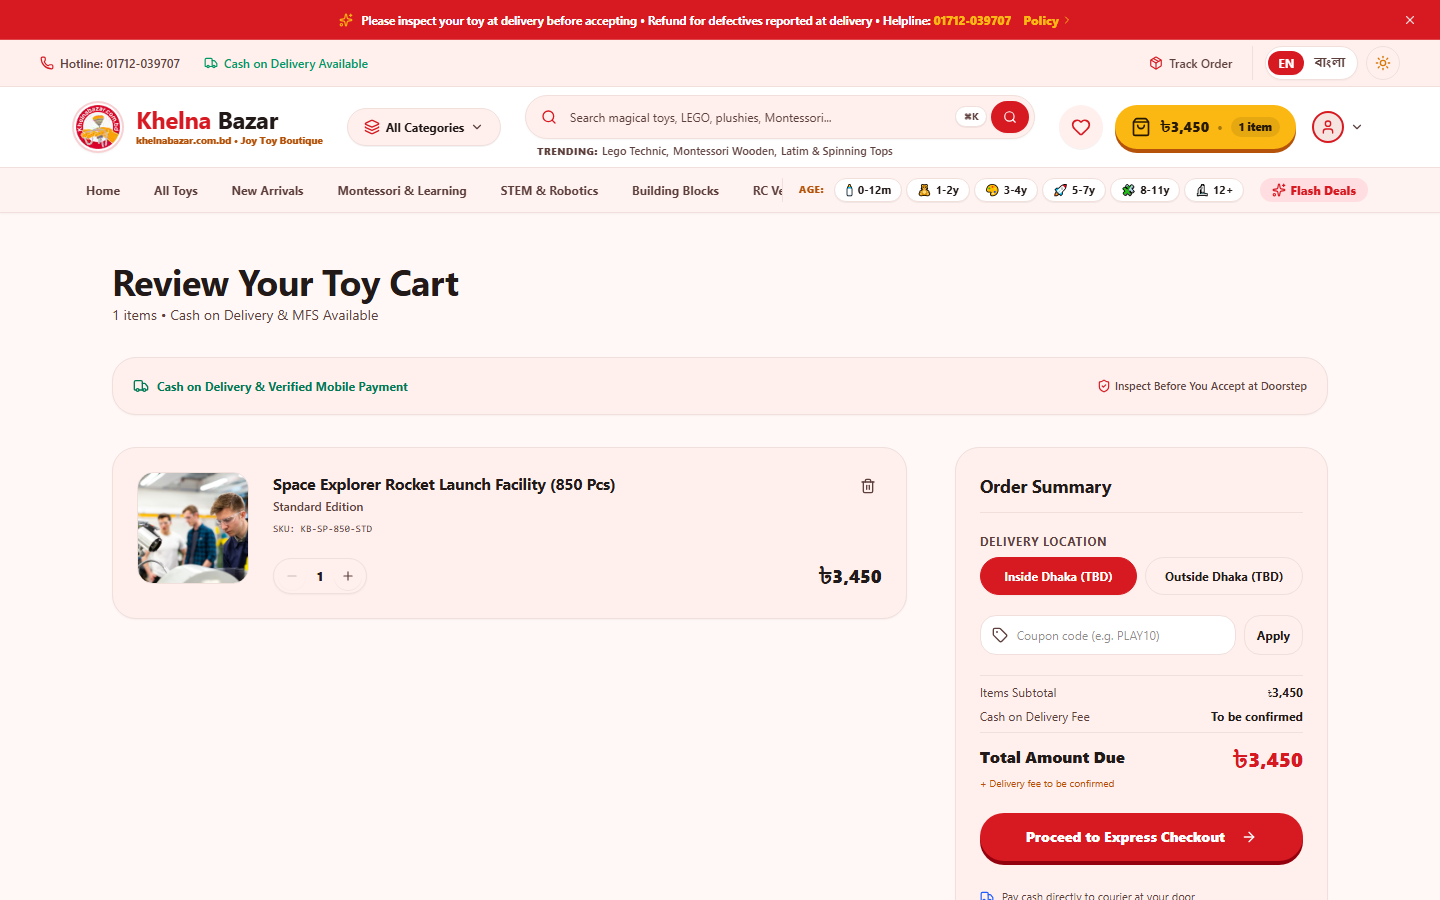 Please inspect your toy at delivery before accepting • Refund for defectives reported at delivery • Helpline: 01712-039707 Policy
Hotline: 01712-039707 Cash on Delivery Available Track Order EN বাংলা
Khelna Bazar
khelnabazar.com.bd • Joy Toy Boutique
All Categories
Search magical toys, LEGO, plushies, Montessori... ⌘K
৳3,450 • 1 item
TRENDING: Lego Technic, Montessori Wooden, Latim & Spinning Tops
Home All Toys New Arrivals Montessori & Learning STEM & Robotics Building Blocks RC Ve AGE: 0-12m 1-2y 3-4y 5-7y 8-11y 12+ Flash Deals
Review Your Toy Cart
1 items • Cash on Delivery & MFS Available
Cash on Delivery & Verified Mobile Payment Inspect Before You Accept at Doorstep
Space Explorer Rocket Launch Facility (850 Pcs)
Standard Edition
SKU: KB-SP-850-STD
1 ৳3,450
Order Summary
DELIVERY LOCATION
Inside Dhaka (TBD) Outside Dhaka (TBD)
Coupon code (e.g. PLAY10) Apply
Items Subtotal ৳3,450
Cash on Delivery Fee To be confirmed
Total Amount Due ৳3,450
+ Delivery fee to be confirmed
Proceed to Express Checkout
Pay cash directly to courier at your door